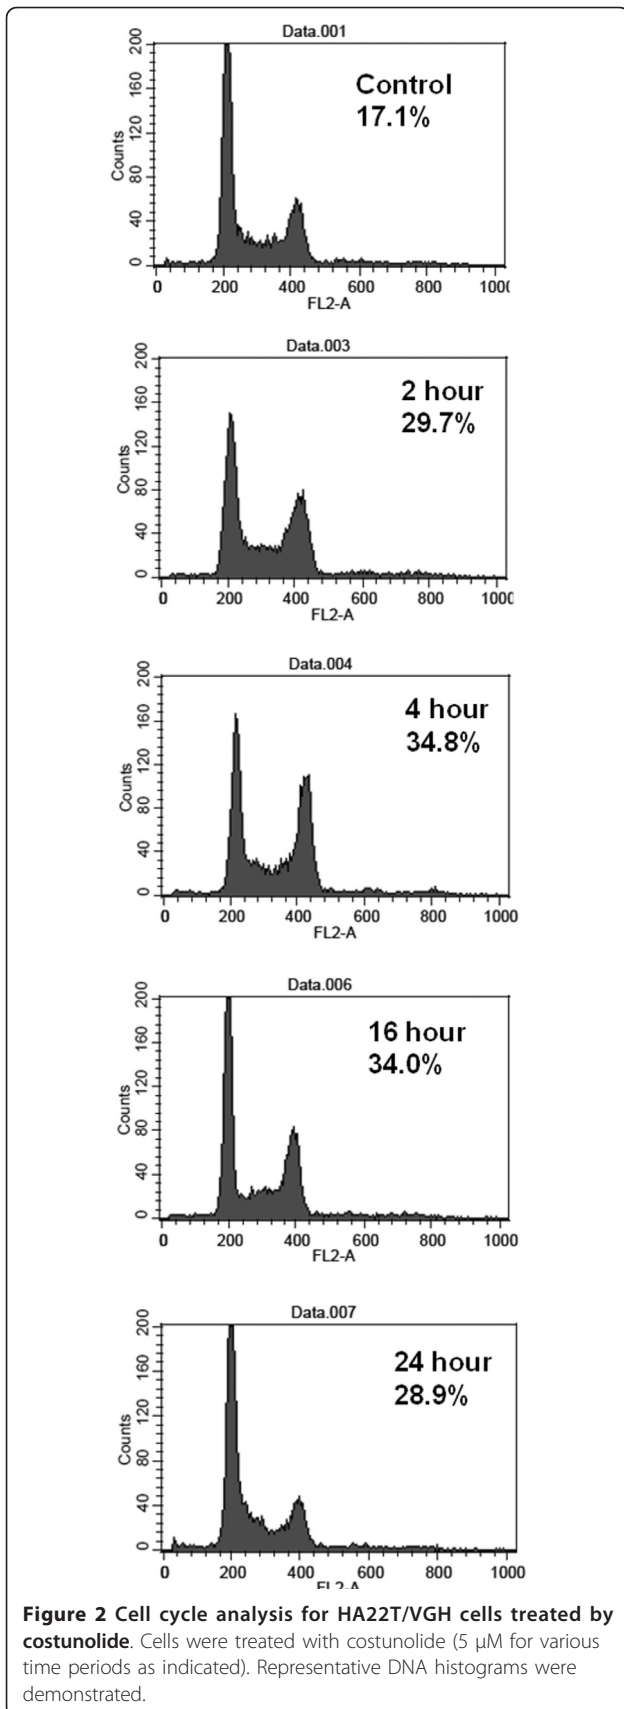 Data.001
Control
17.1%
Counts
200
160
120
80
40
0
0 200 400 600 800 1000
FL2-A
Data.003
2 hour
29.7%
Counts
200
160
120
80
40
0
0 200 400 600 800 1000
FL2-A
Data.004
4 hour
34.8%
Counts
200
160
120
80
40
0
0 200 400 600 800 1000
FL2-A
Data.006
16 hour
34.0%
Counts
200
160
120
80
40
0
0 200 400 600 800 1000
FL2-A
Data.007
24 hour
28.9%
Counts
200
160
120
80
40
0
0 200 400 600 800 1000
FL2-A
Figure 2 Cell cycle analysis for HA22T/VGH cells treated by
costunolide. Cells were treated with costunolide (5 μM for various
time periods as indicated). Representative DNA histograms were
demonstrated.